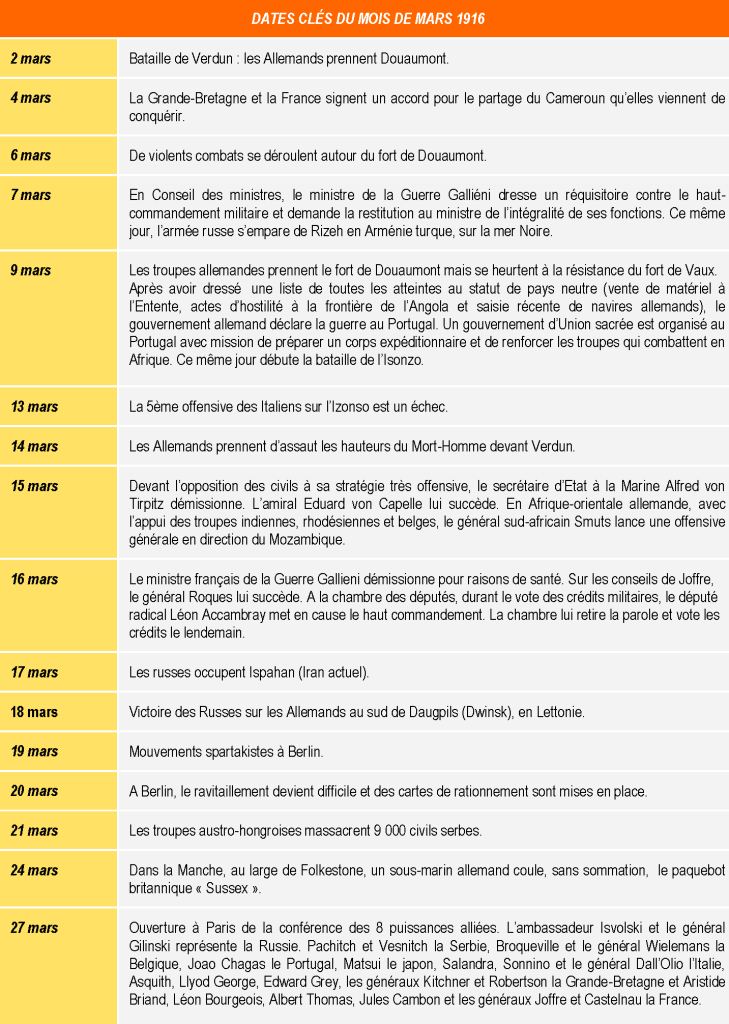 DATES CLÉS DU MOIS DE MARS 1916
2 mars
Bataille de Verdun : les Allemands prennent Douaumont.
4 mars
La Grande-Bretagne et la France signent un accord pour le partage du Cameroun qu'elles viennent de
conquérir.
6 mars
De violents combats se déroulent autour du fort de Douaumont.
7 mars
En Conseil des ministres, le ministre de la Guerre Galliéni dresse un réquisitoire contre le haut-
commandement militaire et demande la restitution au ministre de l'intégralité de ses fonctions. Ce même
jour, l'armée russe s'empare de Rizeh en Arménie turque, sur la mer Noire.
9 mars
Les troupes allemandes prennent le fort de Douaumont mais se heurtent à la résistance du fort de Vaux.
Après avoir dressé une liste de toutes les atteintes au statut de pays neutre (vente de matériel à
l'Entente, actes d'hostilité à la frontière de l'Angola et saisie récente de navires allemands), le
gouvernement allemand déclare la guerre au Portugal. Un gouvernement d'Union sacrée est organisé au
Portugal avec mission de préparer un corps expéditionnaire et de renforcer les troupes qui combattent en
Afrique. Ce même jour débute la bataille de l'Isonzo.
13 mars
La 5ème offensive des Italiens sur l'Izonso est un échec.
14 mars
Les Allemands prennent d'assaut les hauteurs du Mort-Homme devant Verdun.
15 mars
Devant l'opposition des civils à sa stratégie très offensive, le secrétaire d'Etat à la Marine Alfred von
Tirpitz démissionne. L'amiral Eduard von Capelle lui succède. En Afrique-orientale allemande, avec
l'appui des troupes indiennes, rhodésiennes et belges, le général sud-africain Smuts lance une offensive
générale en direction du Mozambique.
16 mars
Le ministre français de la Guerre Gallieni démissionne pour raisons de santé. Sur les conseils de Joffre,
le général Roques lui succède. A la chambre des députés, durant le vote des crédits militaires, le député
radical Léon Accambray met en cause le haut commandement. La chambre lui retire la parole et vote les
crédits le lendemain.
17 mars
Les russes occupent Ispahan (Iran actuel).
18 mars
Victoire des Russes sur les Allemands au sud de Daugpils (Dwinsk), en Lettonie.
19 mars
Mouvements spartakistes à Berlin.
20 mars
A Berlin, le ravitaillement devient difficile et des cartes de rationnement sont mises en place.
21 mars
Les troupes austro-hongroises massacrent 9 000 civils serbes.
24 mars
Dans la Manche, au large de Folkestone, un sous-marin allemand coule, sans sommation, le paquebot
britannique « Sussex ».
27 mars
Ouverture à Paris de la conférence des 8 puissances alliées. L'ambassadeur Isvolski et le général
Gilinski représente la Russie. Pachitch et Vesnitch la Serbie, Broqueville et le général Wielemans la
Belgique, Joao Chagas le Portugal, Matsui le japon, Salandra, Sonnino et le général Dall'Olio l'Italie,
Asquith, Llyod George, Edward Grey, les généraux Kitchner et Robertson la Grande-Bretagne et Aristide
Briand, Léon Bourgeois, Albert Thomas, Jules Cambon et les généraux Joffre et Castelnau la France.